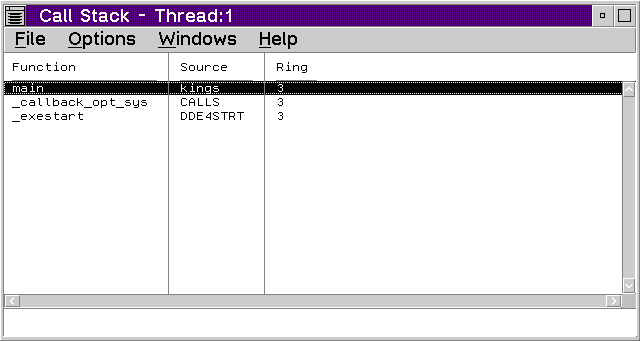 Call Stack - Thread:1
File Options Windows Help
Function Source Ring
main kings 3
_callback_opt_sys CALLS 3
_exestart DDE4STRT 3